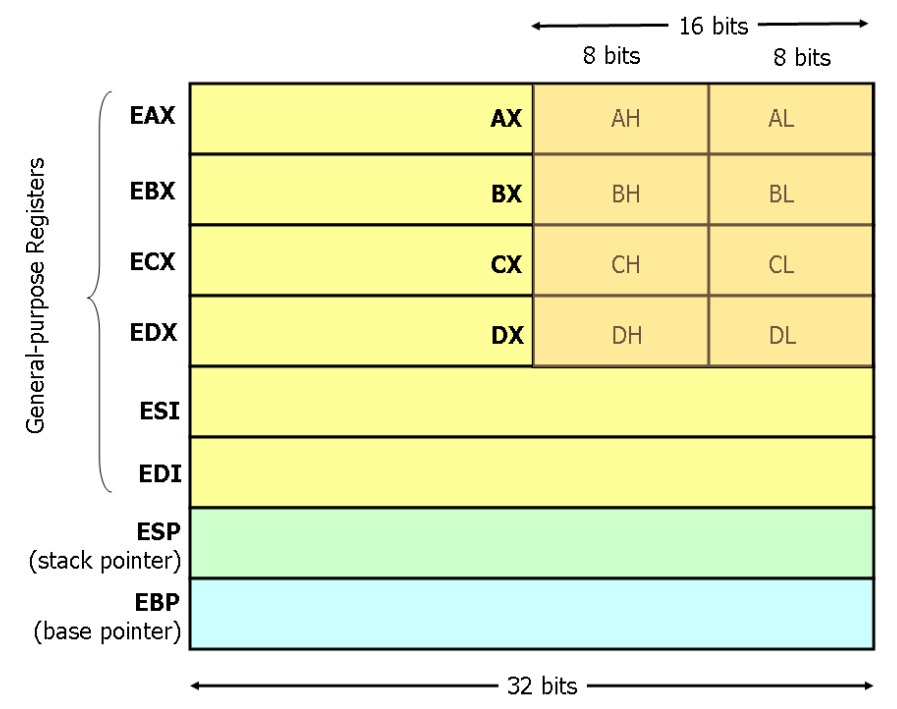 16 bits
8 bits 8 bits
General-purpose Registers
EAX AX AH AL
EBX BX BH BL
ECX CX CH CL
EDX DX DH DL
ESI
EDI
ESP
(stack pointer)
EBP
(base pointer)
32 bits